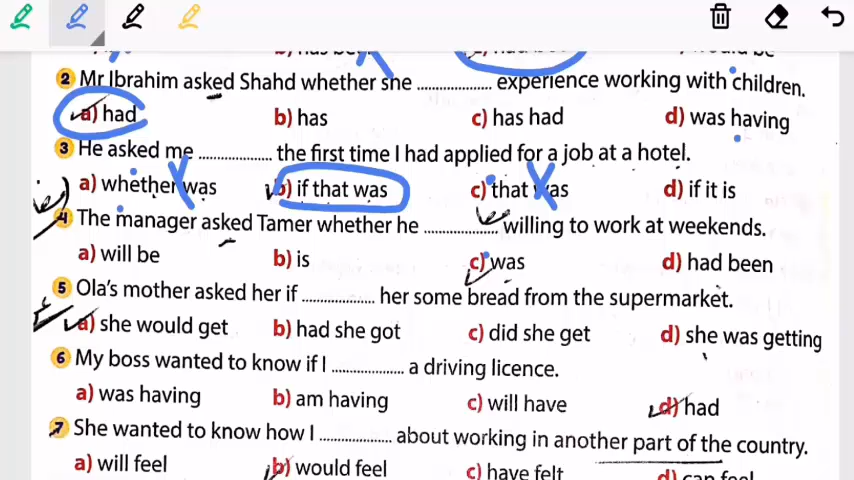 2 Mr Ibrahim asked Shahd whether she .................. experience working with children.
a) had b) has c) has had d) was having
3 He asked me .................. the first time I had applied for a job at a hotel.
a) whether was b) if that was c) that was d) if it is
4 The manager asked Tamer whether he .................. willing to work at weekends.
a) will be b) is c) was d) had been
5 Ola's mother asked her if .................. her some bread from the supermarket.
a) she would get b) had she got c) did she get d) she was getting
6 My boss wanted to know if I .................. a driving licence.
a) was having b) am having c) will have d) had
7 She wanted to know how I .................. about working in another part of the country.
a) will feel b) would feel c) have felt d) can feel